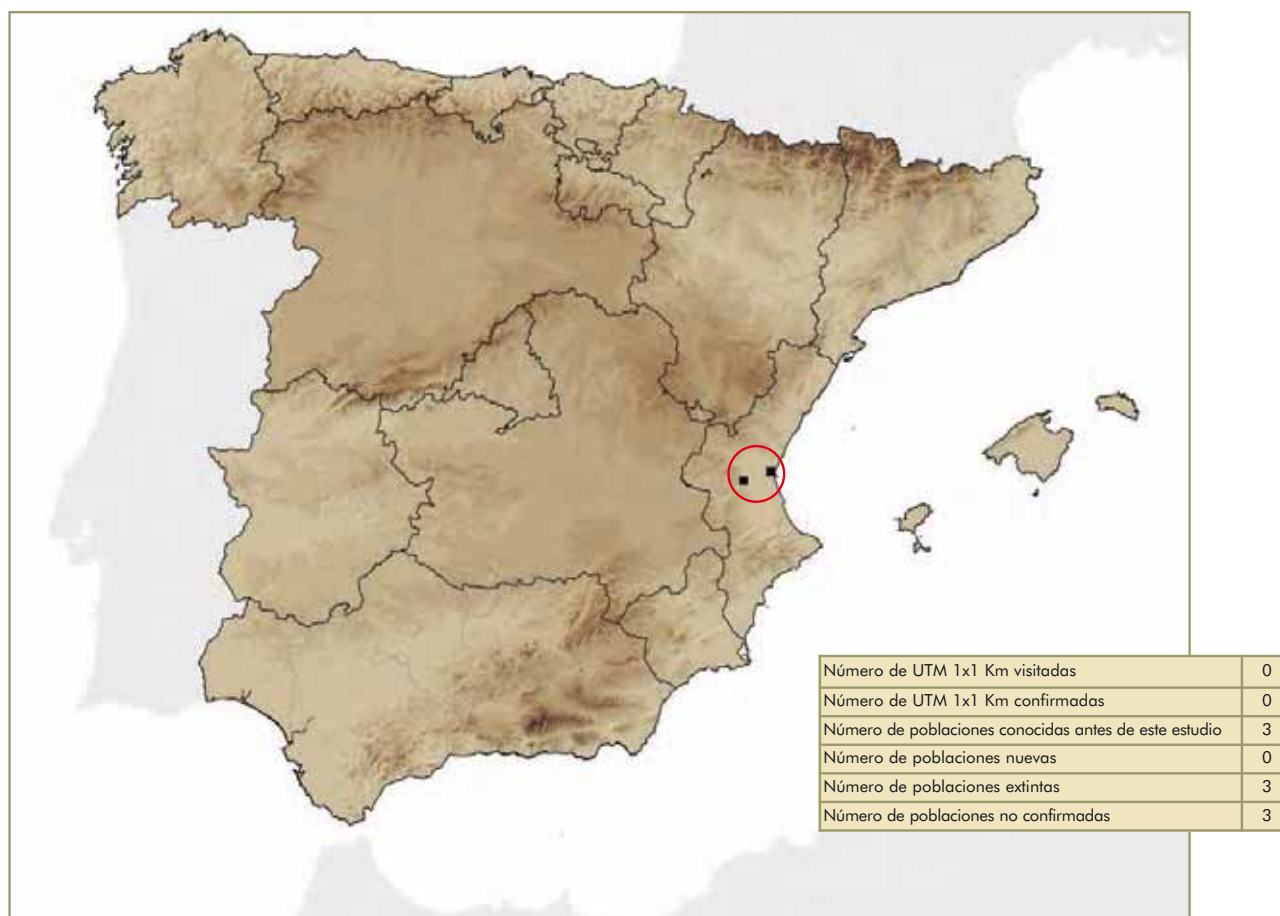 Número de UTM 1x1 Km visitadas 0
Número de UTM 1x1 Km confirmadas 0
Número de poblaciones conocidas antes de este estudio 3
Número de poblaciones nuevas 0
Número de poblaciones extintas 3
Número de poblaciones no confirmadas 3